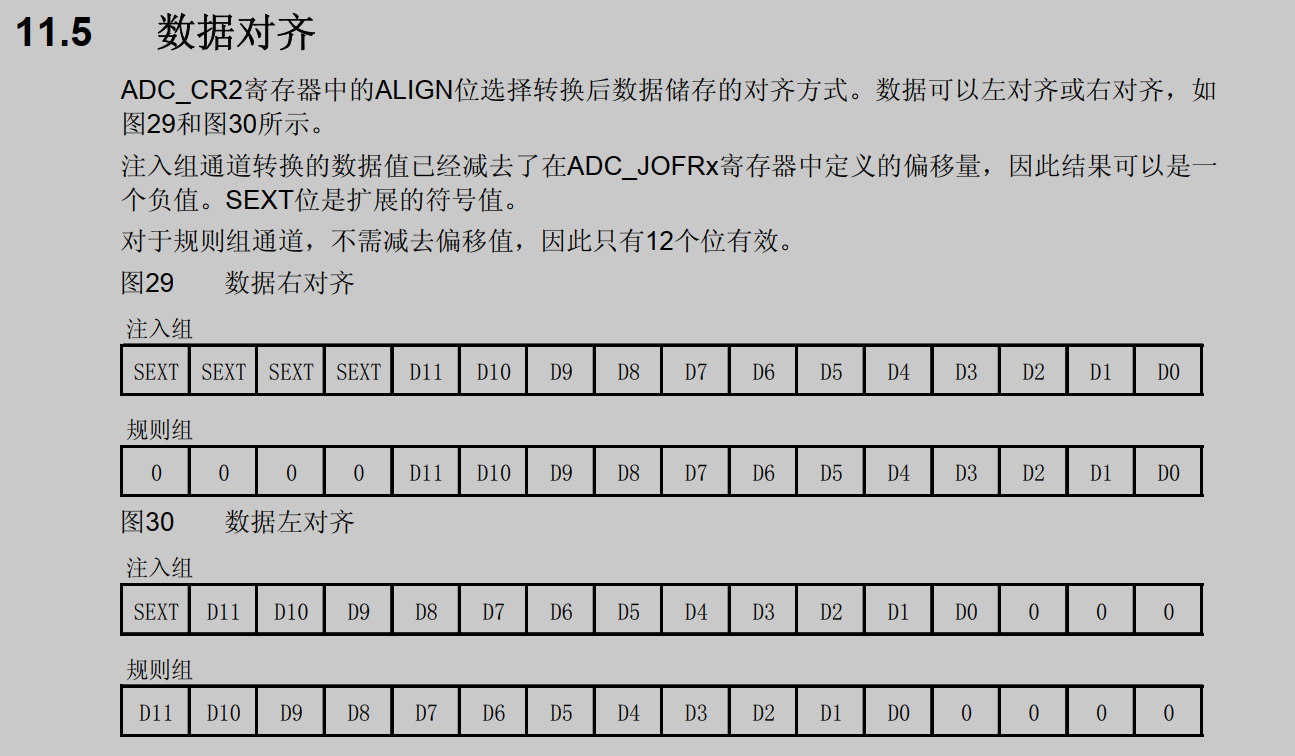 11.5 数据对齐
ADC_CR2寄存器中的ALIGN位选择转换后数据储存的对齐方式。数据可以左对齐或右对齐，如
图29和图30所示。
注入组通道转换的数据值已经减去了在ADC_JOFRx寄存器中定义的偏移量，因此结果可以是一
个负值。SEXT位是扩展的符号值。
对于规则组通道，不需减去偏移值，因此只有12个位有效。
图29 数据右对齐
注入组
SEXT SEXT SEXT SEXT D11 D10 D9 D8 D7 D6 D5 D4 D3 D2 D1 D0
规则组
0 0 0 0 D11 D10 D9 D8 D7 D6 D5 D4 D3 D2 D1 D0
图30 数据左对齐
注入组
SEXT D11 D10 D9 D8 D7 D6 D5 D4 D3 D2 D1 D0 0 0 0
规则组
D11 D10 D9 D8 D7 D6 D5 D4 D3 D2 D1 D0 0 0 0 0